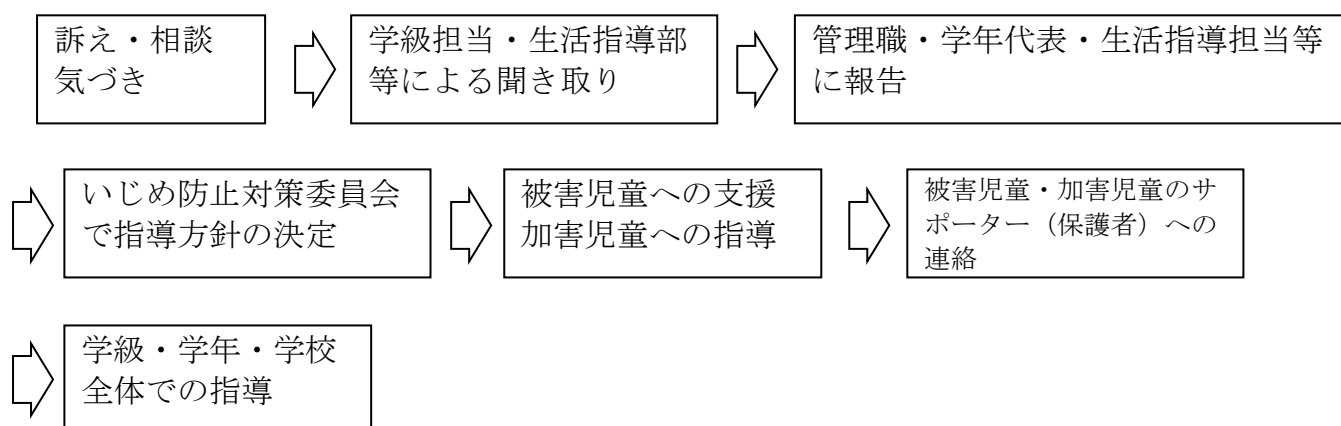 訴え・相談
気づき
学級担当・生活指導部
等による聞き取り
管理職・学年代表・生活指導担当等
に報告
いじめ防止対策委員会
で指導方針の決定
被害児童への支援
加害児童への指導
被害児童・加害児童のサ
ポーター（保護者）への
連絡
学級・学年・学校
全体での指導